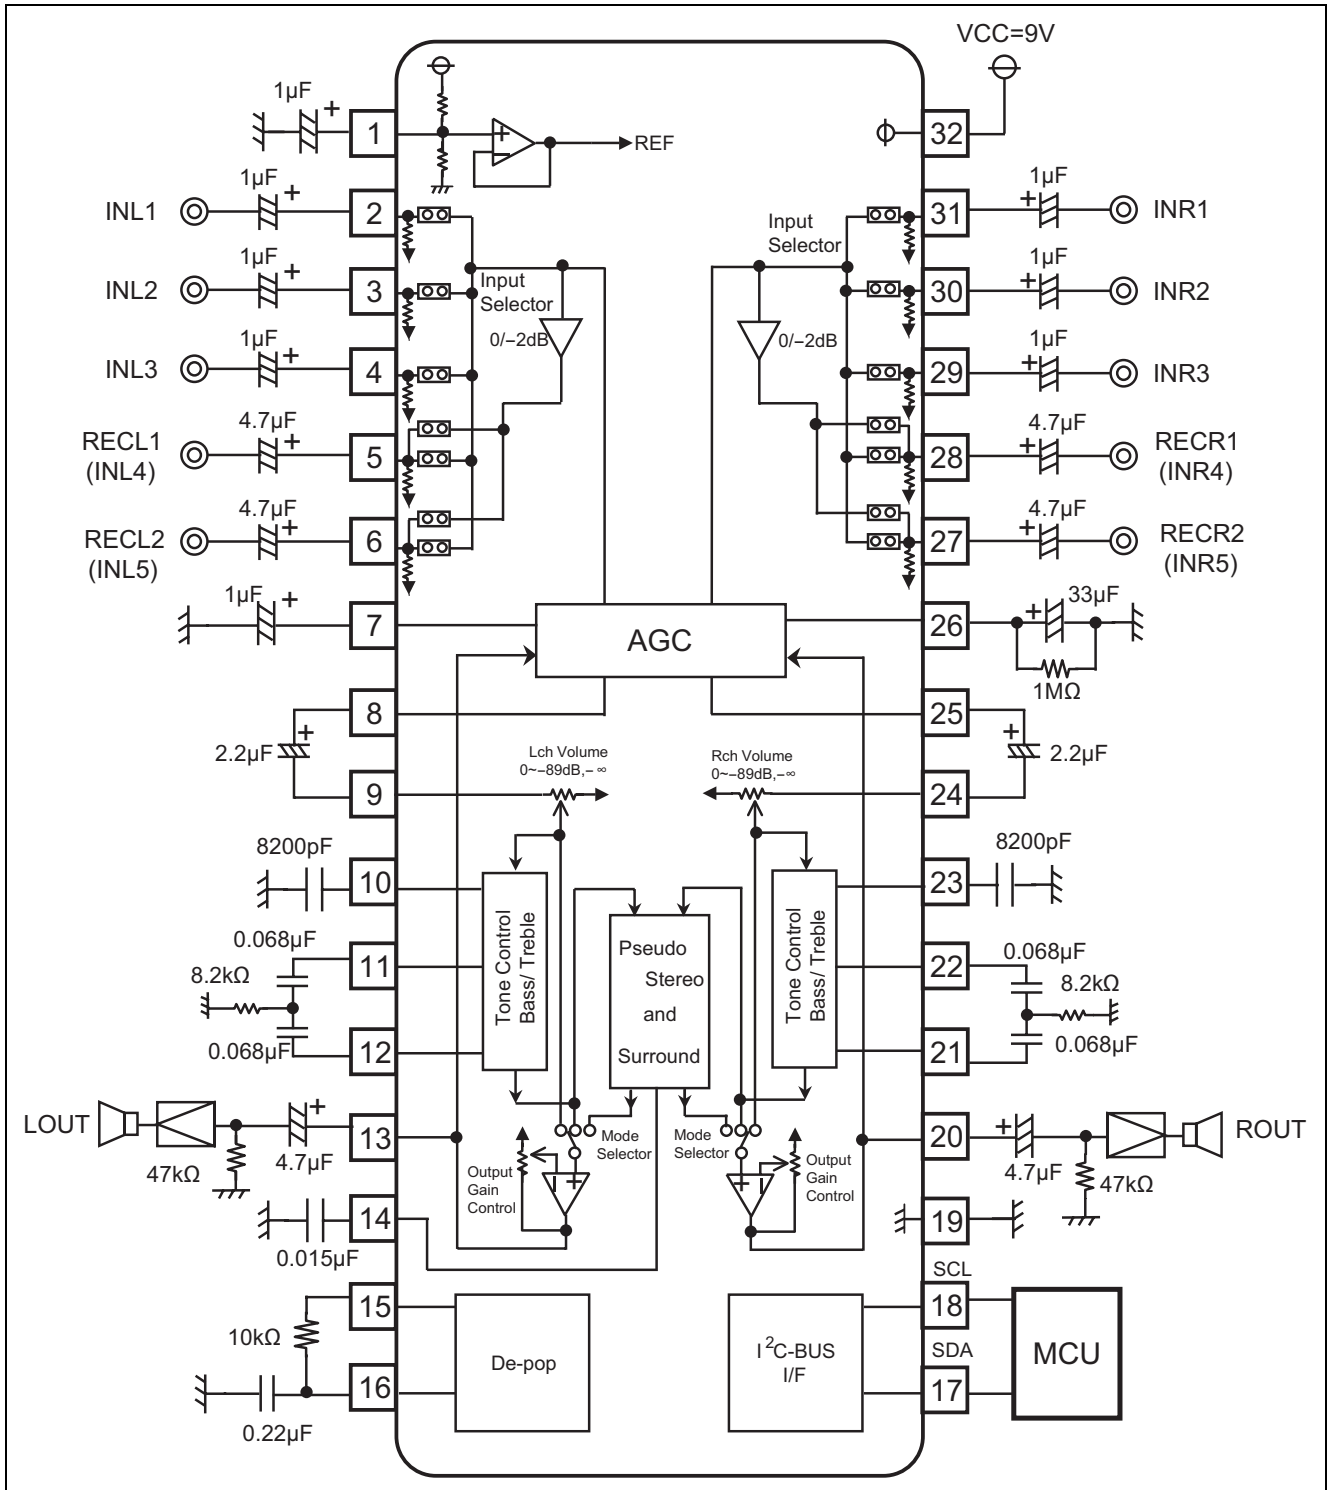 VCC=9V
1µF
+
1
+
−
REF
32
1µF
+
INL1
2
Input
Selector
31
1µF
+
INR1
1µF
+
INL2
3
Input
Selector
0/−2dB
0/−2dB
30
1µF
+
INR2
1µF
+
INL3
4
29
1µF
+
INR3
4.7µF
+
RECL1
(INL4)
5
28
4.7µF
+
RECR1
(INR4)
4.7µF
+
RECL2
(INL5)
6
27
4.7µF
+
RECR2
(INR5)
1µF
+
7
AGC
26
33µF
+
1MΩ
8
25
+
2.2µF
+
2.2µF
Lch Volume
0~−89dB,−∞
Rch Volume
0~−89dB,−∞
9
24
8200pF
10
23
8200pF
Tone Control
Bass/ Treble
Pseudo
Stereo
and
Surround
Tone Control
Bass/ Treble
0.068µF
11
22
0.068µF
8.2kΩ
8.2kΩ
0.068µF
12
21
0.068µF
LOUT
47kΩ
+
4.7µF
13
Mode
Selector
Mode
Selector
20
+
4.7µF
47kΩ
ROUT
Output
Gain
Control
−
+
+
−
Output
Gain
Control
14
0.015µF
19
SCL
15
18
10kΩ
De-pop
I2C-BUS
I/F
SDA
MCU
16
17
0.22µF